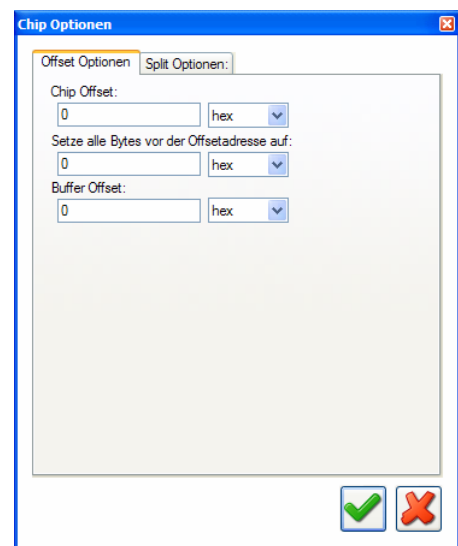 Chip Optionen
Offset Optionen Split Optionen:
Chip Offset:
0 hex
Setze alle Bytes vor der Offsetadresse auf:
0 hex
Buffer Offset:
0 hex